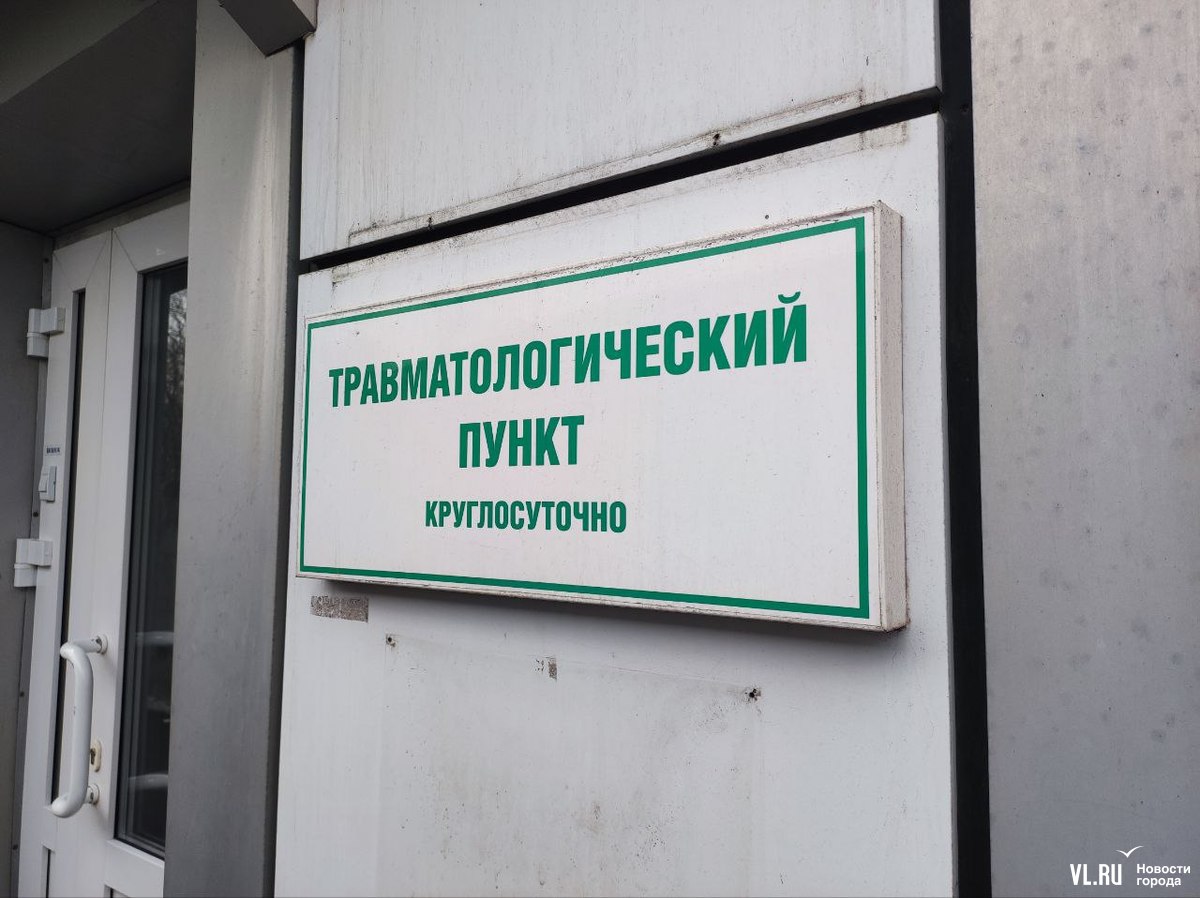 ТРАВМАТОЛОГИЧЕСКИЙ
ПУНКТ
КРУГЛОСУТОЧНО
VL.RU Новости
города